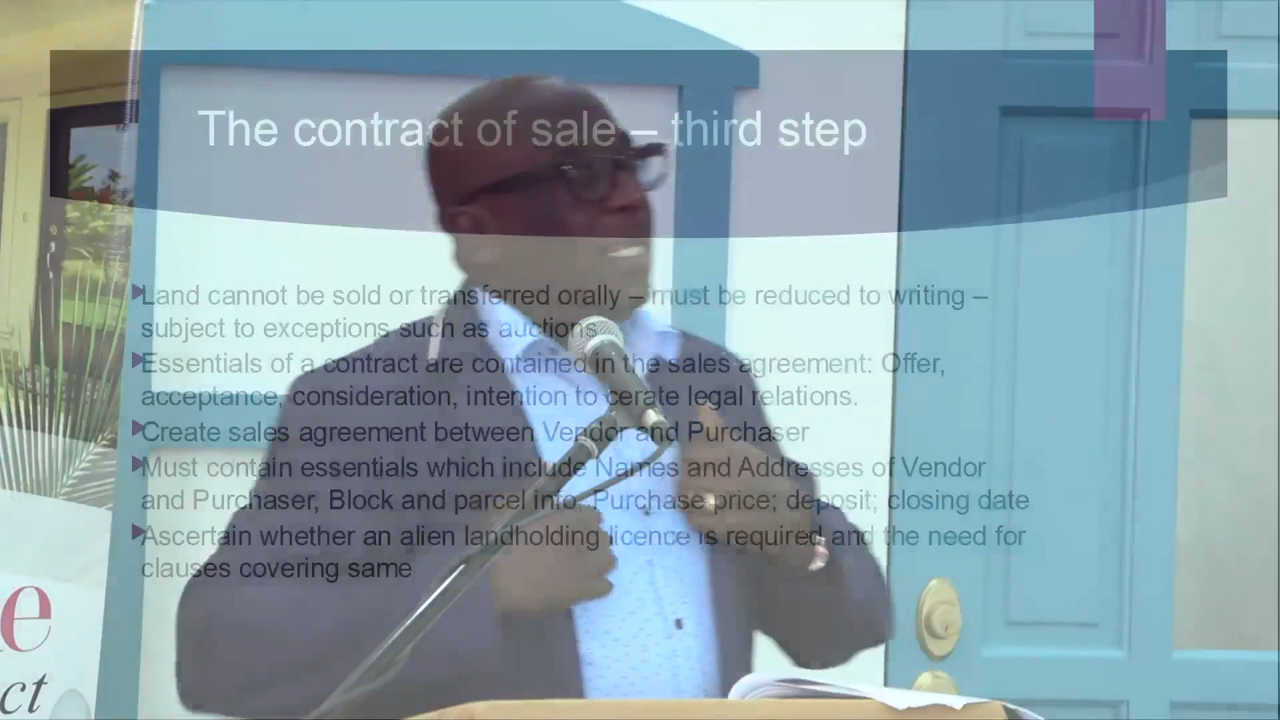 The contract of sale – third step
Land cannot be sold or transferred orally – must be reduced to writing –
subject to exceptions such as auctions
Essentials of a contract are contained in the sales agreement: Offer,
acceptance, consideration, intention to cerate legal relations.
Create sales agreement between Vendor and Purchaser
Must contain essentials which include Names and Addresses of Vendor
and Purchaser, Block and parcel info, Purchase price; deposit; closing date
Ascertain whether an alien landholding licence is required and the need for
clauses covering same
e
ct